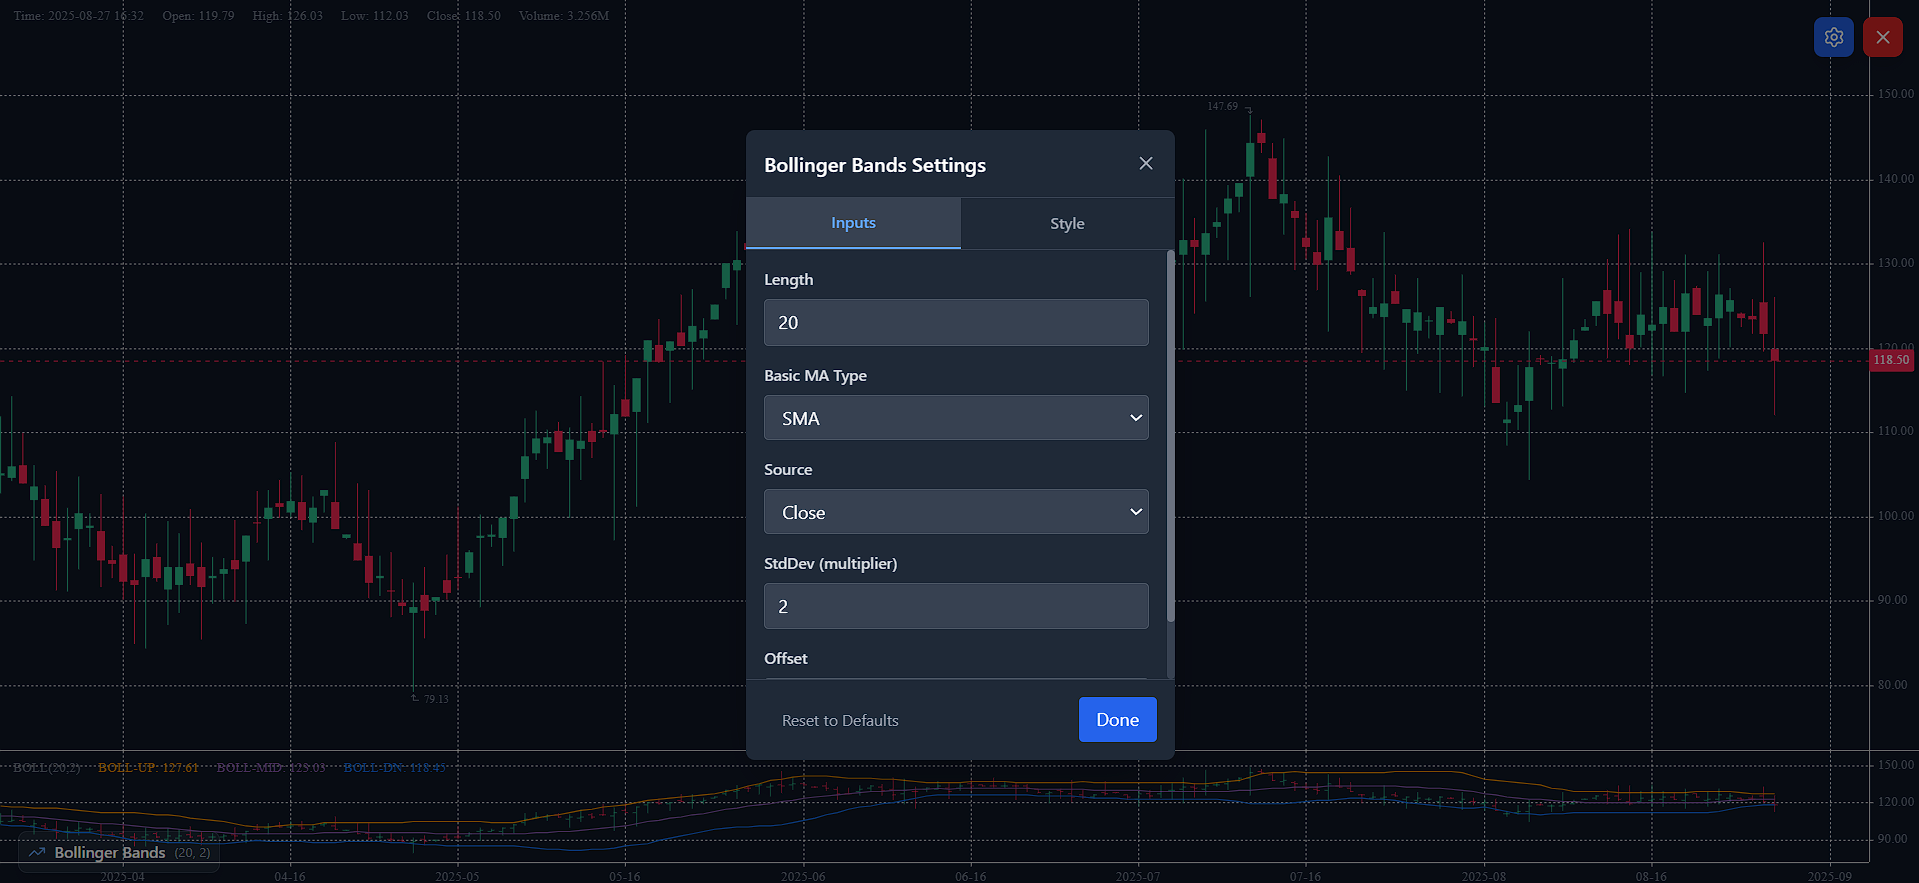 Time: 2025-08-27 16:32 Open: 119.79 High: 126.03 Low: 112.03 Close: 118.50 Volume: 3.256M
150.00
147.69
Bollinger Bands Settings
140.00
Inputs Style
130.00
Length
20
120.00
118.50
Basic MA Type
SMA
110.00
Source
Close
100.00
StdDev (multiplier)
2
90.00
Offset
80.00
79.13
Reset to Defaults Done
BOLL(20,2) BOLL-UP: 127.61 BOLL-MID: 123.03 BOLL-DN: 118.45
150.00
120.00
90.00
Bollinger Bands (20, 2)
2025-04 04-16 2025-05 05-16 2025-06 06-16 2025-07 07-16 2025-08 08-16 2025-09